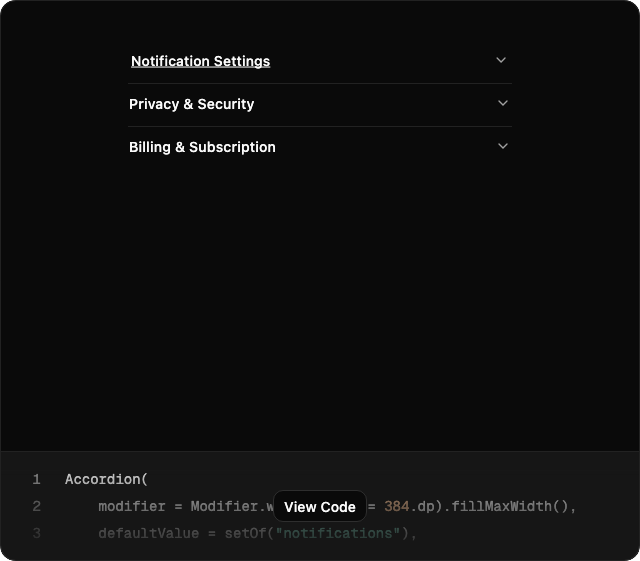 Notification Settings
Privacy & Security
Billing & Subscription
1 Accordion(
2 modifier = Modifier.w = 384.dp).fillMaxWidth(),
View Code
3 defaultValue = setOf("notifications"),